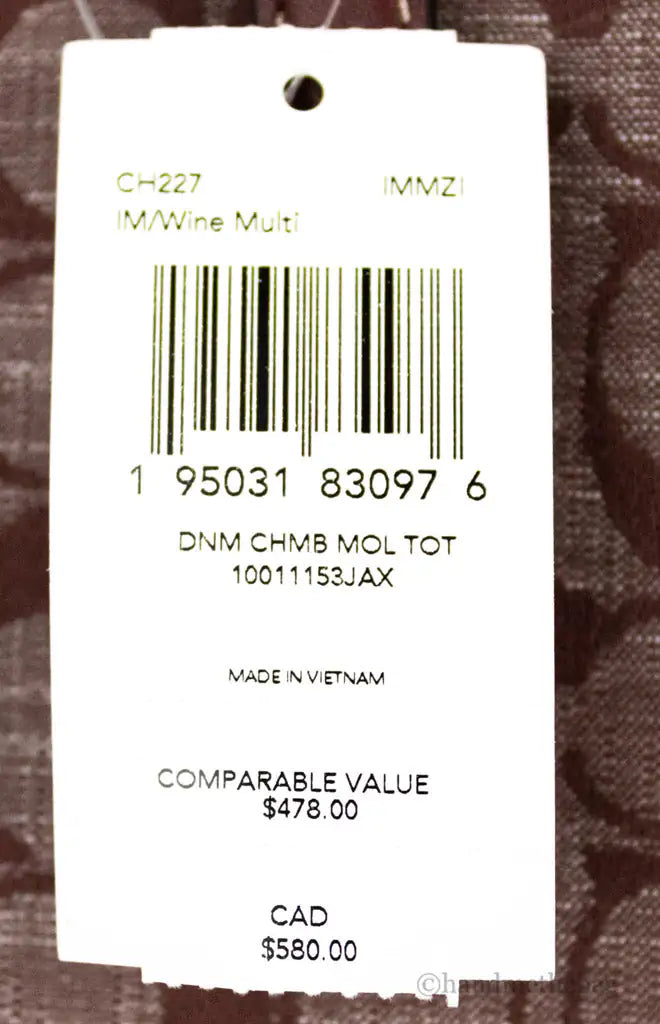 CH227 IMMZI
IM/Wine Multi
1 95031 83097 6
DNM CHMB MOL TOT
10011153JAX
MADE IN VIETNAM
COMPARABLE VALUE
$478.00
CAD
$580.00